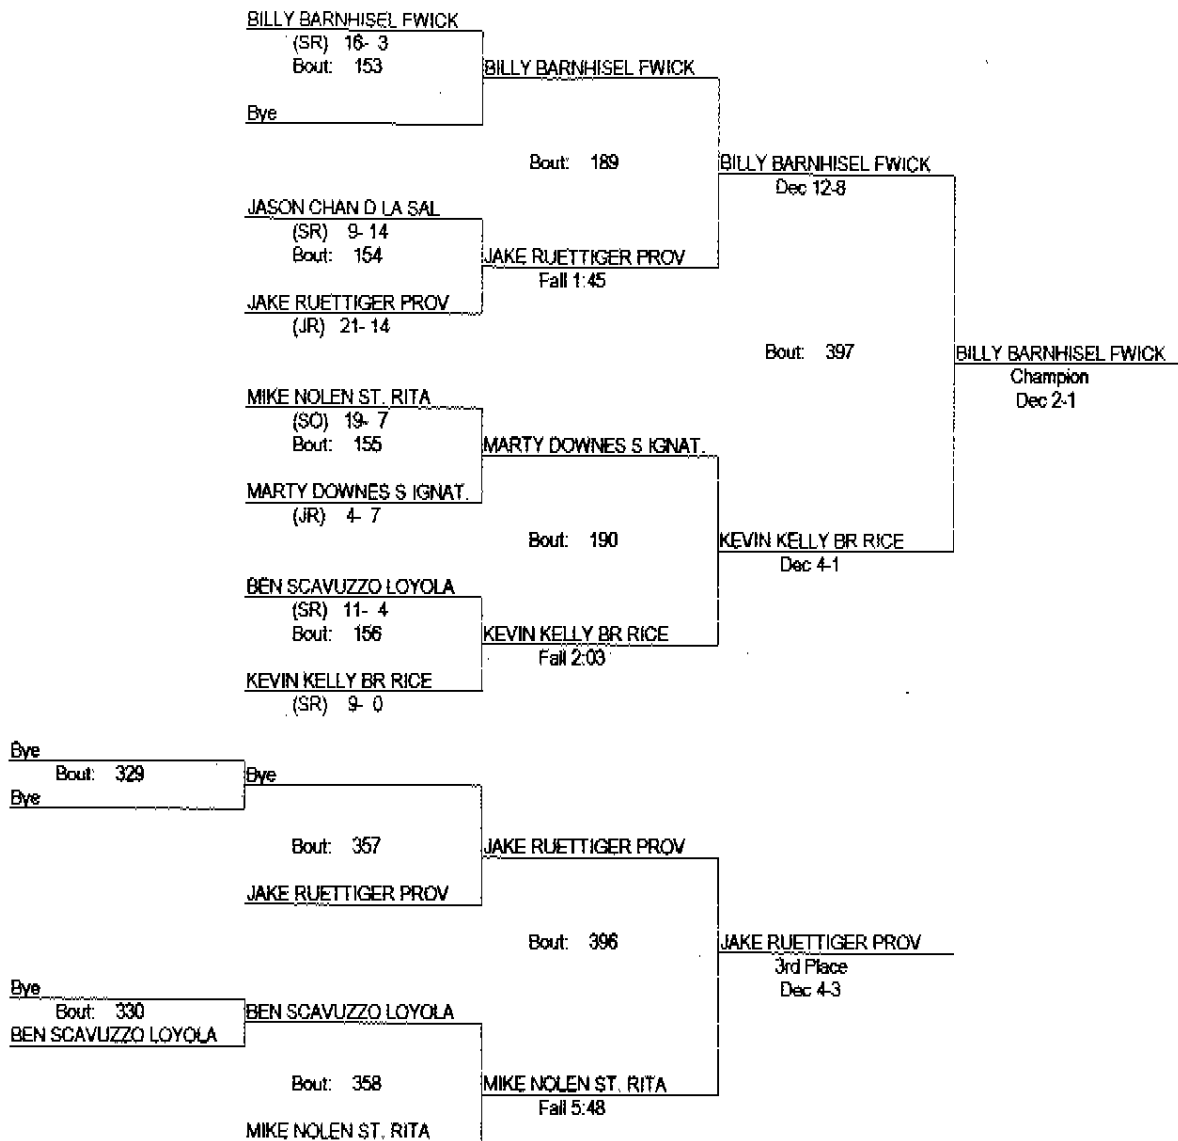 BILLY BARNHISEL FWICK
(SR) 16- 3
Bout: 153
BILLY BARNHISEL FWICK
Bye
Bout: 189
BILLY BARNHISEL FWICK
Dec 12-8
JASON CHAN D LA SAL
(SR) 9- 14
Bout: 154
JAKE RUETTIGER PROV
Fall 1:45
JAKE RUETTIGER PROV
(JR) 21- 14
Bout: 397
BILLY BARNHISEL FWICK
Champion
Dec 2-1
MIKE NOLEN ST. RITA
(SO) 19- 7
Bout: 155
MARTY DOWNES S IGNAT.
MARTY DOWNES S IGNAT.
(JR) 4- 7
Bout: 190
KEVIN KELLY BR RICE
Dec 4-1
BEN SCAVUZZO LOYOLA
(SR) 11- 4
Bout: 156
KEVIN KELLY BR RICE
Fall 2:03
KEVIN KELLY BR RICE
(SR) 9- 0
Bye
Bout: 329
Bye
Bye
Bout: 357
JAKE RUETTIGER PROV
JAKE RUETTIGER PROV
Bout: 396
JAKE RUETTIGER PROV
3rd Place
Dec 4-3
Bye
Bout: 330
BEN SCAVUZZO LOYOLA
BEN SCAVUZZO LOYOLA
Bout: 358
MIKE NOLEN ST. RITA
Fall 5:48
MIKE NOLEN ST. RITA